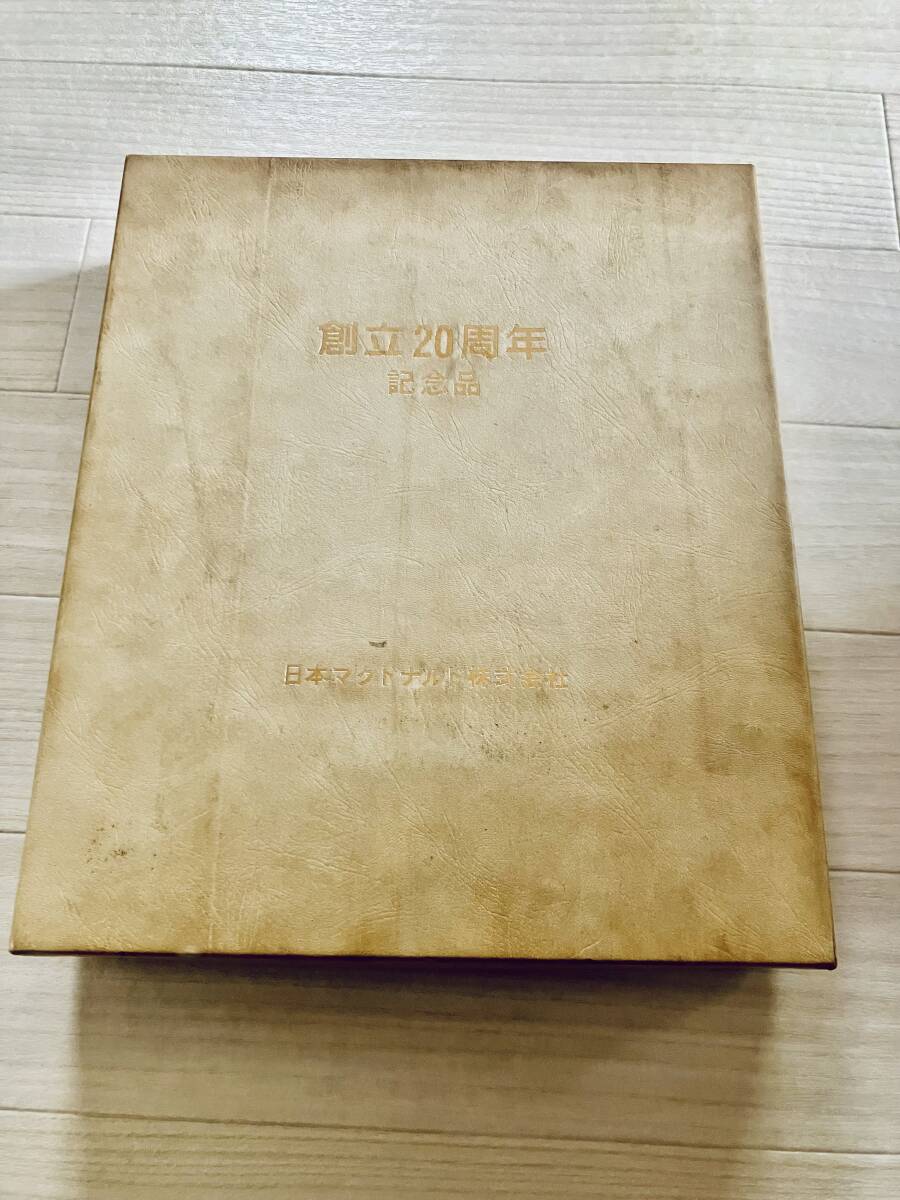 創立20周年
記念品
日本マクドナルド株式会社